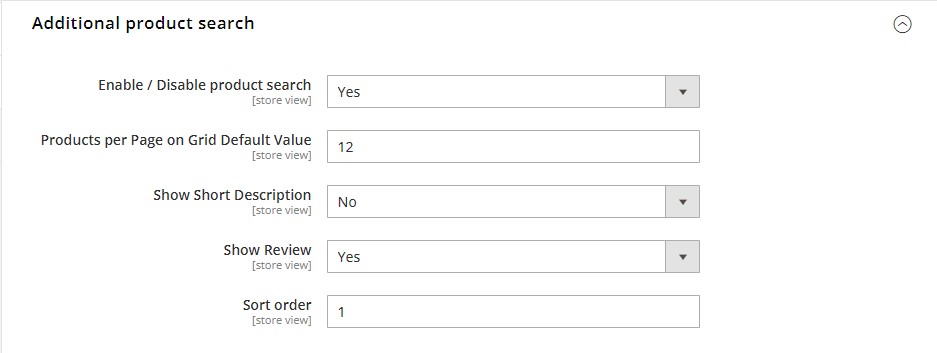 Additional product search
Enable / Disable product search
[store view]
Yes
Products per Page on Grid Default Value
[store view]
12
Show Short Description
[store view]
No
Show Review
[store view]
Yes
Sort order
[store view]
1